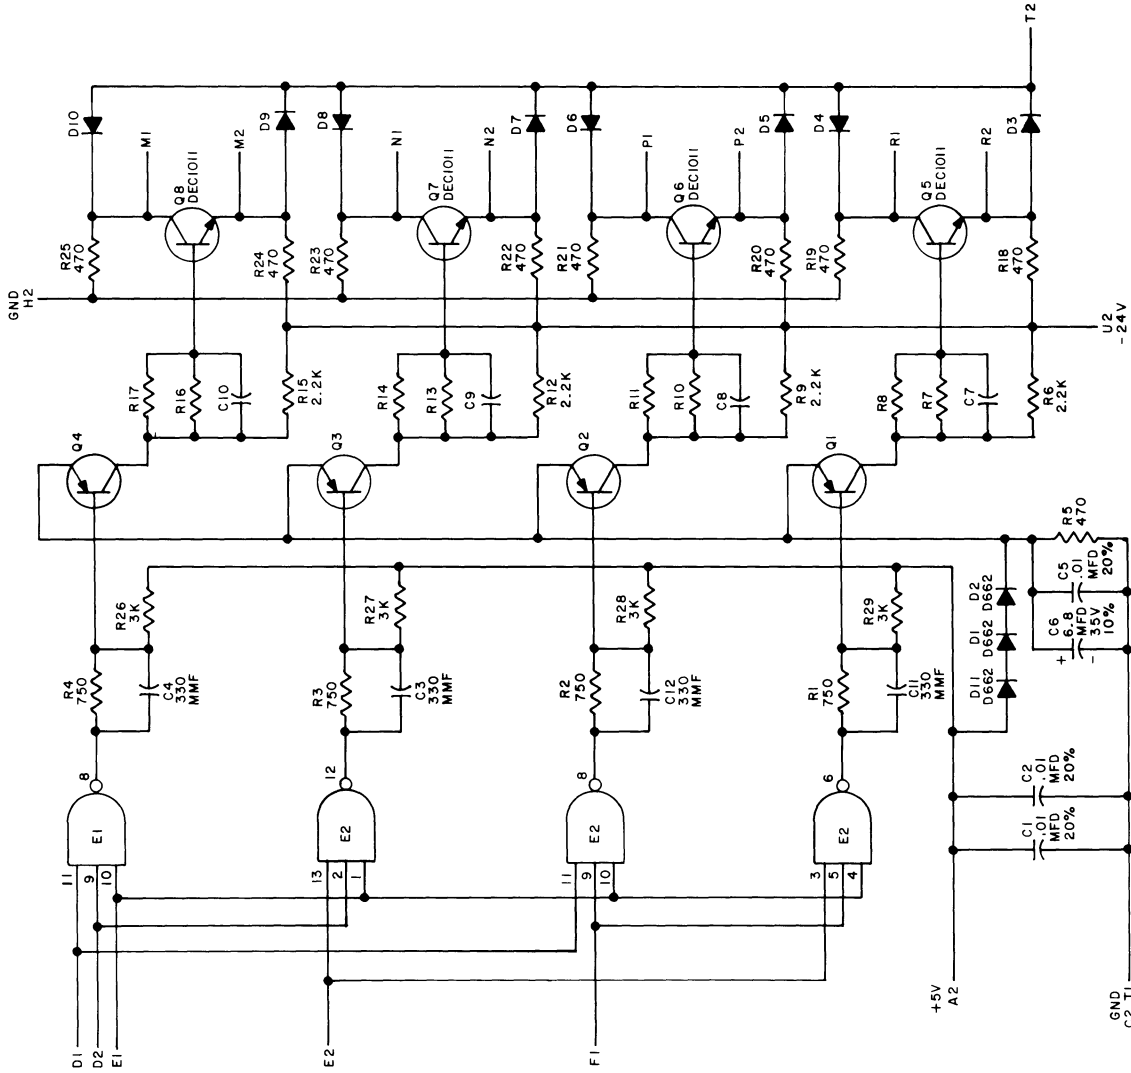 T2
D10
D9
D8
D7
D6
D5
D4
D3
M1
M2
N1
N2
P1
P2
R1
R2
Q8
DEC1011
Q7
DEC1011
Q6
DEC1011
Q5
DEC1011
R25
470
R24
470
R23
470
R22
470
R21
470
R20
470
R19
470
R18
470
GND
H2
U2
-24V
R17
R16
C10
R15
2.2K
R14
R13
C9
R12
2.2K
R11
R10
C8
R9
2.2K
R8
R7
C7
R6
2.2K
Q4
Q3
Q2
Q1
R5
470
R26
3K
R27
3K
R28
3K
R29
3K
D2
D662
D1
D662
D11
D662
C5
.01
MFD
20%
C6
6.8
MFD
35V
10%
+
-
R4
750
C4
330
MMF
R3
750
C3
330
MMF
R2
750
C12
330
MMF
R1
750
C11
330
MMF
8
12
8
6
E1
E2
E2
E2
11
9
10
13
2
1
11
9
10
3
5
4
C2
.01
MFD
20%
C1
.01
MFD
20%
+5V
A2
GND
C2 T1
D1
D2
E1
E2
F1